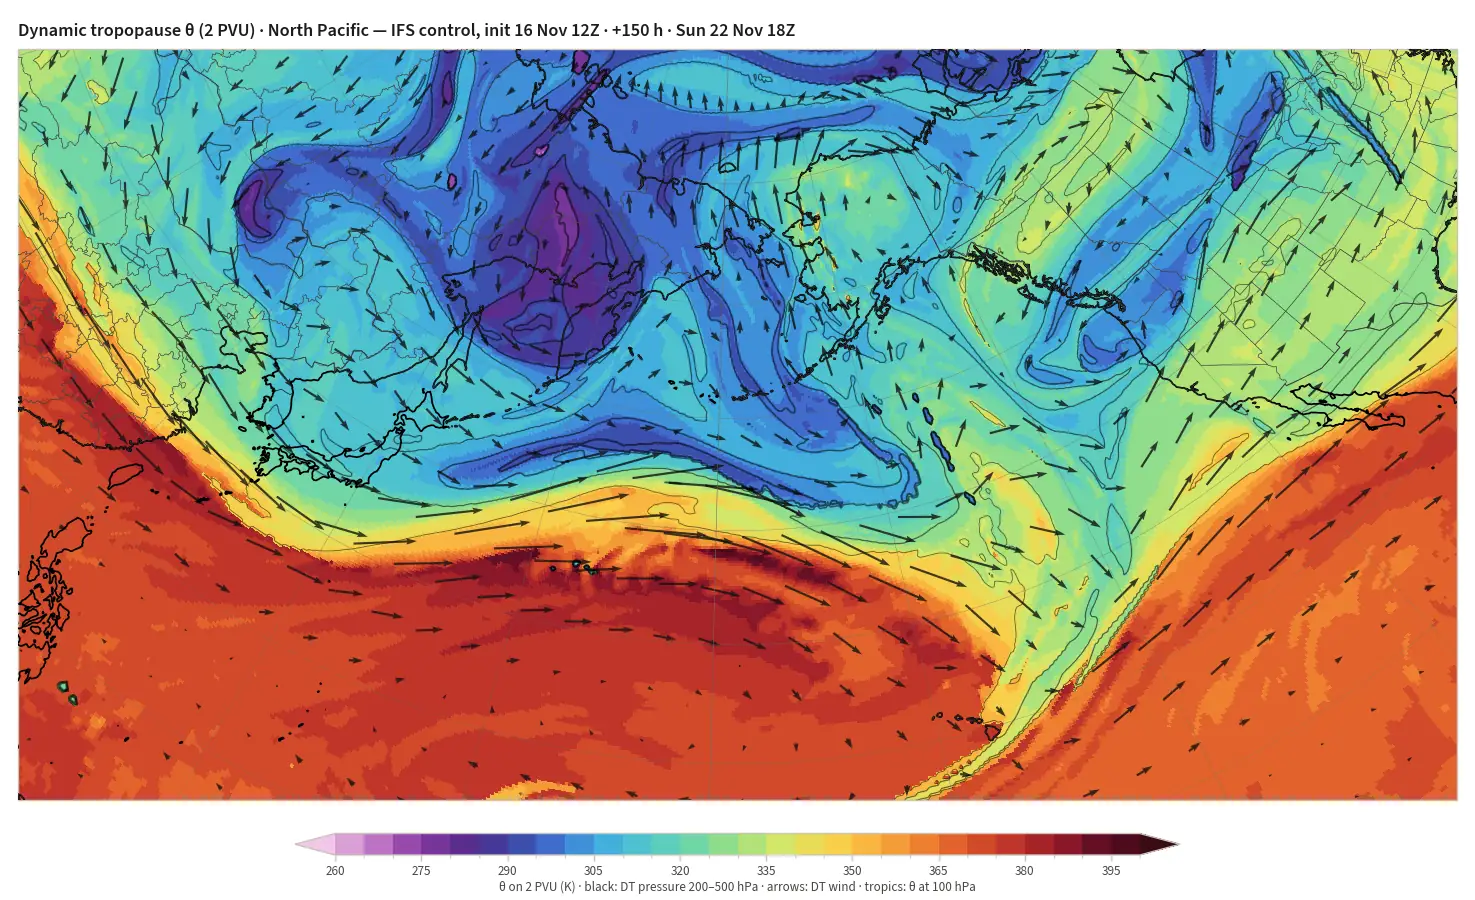 Dynamic tropopause θ (2 PVU) · North Pacific — IFS control, init 16 Nov 12Z · +150 h · Sun 22 Nov 18Z
260 275 290 305 320 335 350 365 380 395
θ on 2 PVU (K) · black: DT pressure 200–500 hPa · arrows: DT wind · tropics: θ at 100 hPa